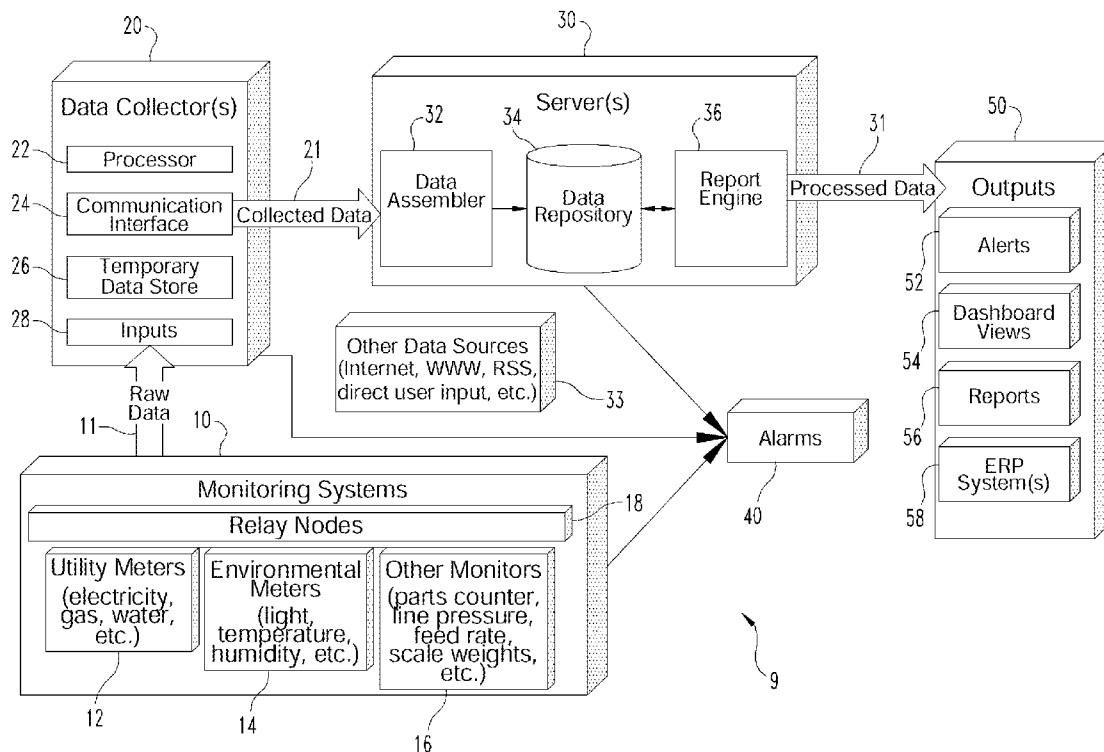 20
Data Collector(s)
22
Processor
24
Communication
Interface
26
Temporary
Data Store
28
Inputs
21
Collected Data
30
Server(s)
32
Data
Assembler
34
Data
Repository
36
Report
Engine
31
Processed Data
50
Outputs
Alerts
52
Dashboard
Views
54
Reports
56
ERP
System(s)
58
Other Data Sources
(Internet, WWW, RSS,
direct user input, etc.)
33
Raw
Data
11
10
Alarms
40
Monitoring Systems
18
Relay Nodes
Utility Meters
(electricity,
gas, water,
etc.)
12
Environmental
Meters
(light,
temperature,
humidity, etc.)
14
Other Monitors
(parts counter,
line pressure,
feed rate,
scale weights,
etc.)
16
9